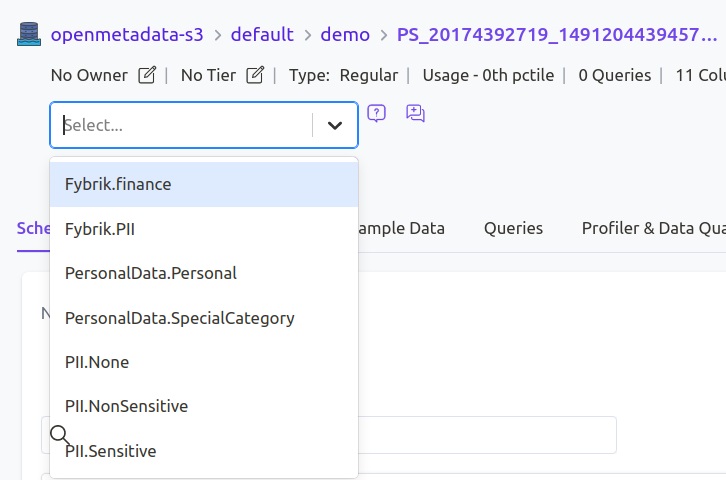 openmetadata-s3 > default > demo > PS_20174392719_1491204439457...
No Owner | No Tier | Type: Regular | Usage - 0th pctile | 0 Queries | 11 Colu
Select...
Fybrik.finance
Sche ample Data Queries Profiler & Data Qua
Fybrik.PII
PersonalData.Personal
N
PersonalData.SpecialCategory
PII.None
PII.NonSensitive
PII.Sensitive